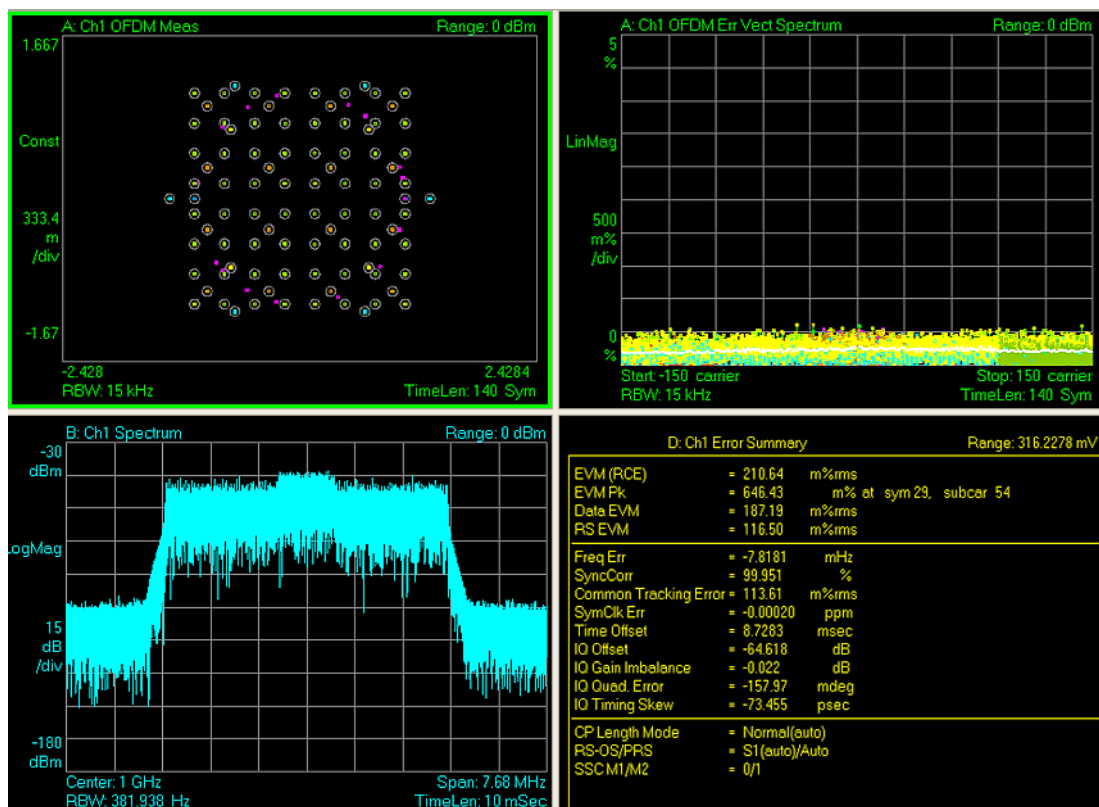 A: Ch1 OFDM Meas Range: 0 dBm
1.667
Const
333.4
m
/div
-1.67
-2.428 2.4284
RBW: 15 kHz TimeLen: 140 Sym
A: Ch1 OFDM Err Vect Spectrum Range: 0 dBm
5
%
LinMag
500
m%
/div
0
%
Start: -150 carrier Stop: 150 carrier
RBW: 15 kHz TimeLen: 140 Sym
B: Ch1 Spectrum Range: 0 dBm
-30
dBm
LogMag
15
dB
/div
-180
dBm
Center: 1 GHz Span: 7.68 MHz
RBW: 381.938 Hz TimeLen: 10 mSec
D: Ch1 Error Summary Range: 316.2278 mV
EVM (RCE) = 210.64 m%rms
EVM Pk = 646.43 m% at sym 29, subcar 54
Data EVM = 187.19 m%rms
RS EVM = 116.50 m%rms
Freq Err = -7.8181 mHz
SyncCorr = 99.951 %
Common Tracking Error = 113.61 m%rms
SymClk Err = -0.00020 ppm
Time Offset = 8.7283 msec
IQ Offset = -64.618 dB
IQ Gain Imbalance = -0.022 dB
IQ Quad. Error = -157.97 mdeg
IQ Timing Skew = -73.455 psec
CP Length Mode = Normal(auto)
RS-OS/PRS = S1(auto)/Auto
SSC M1/M2 = 0/1